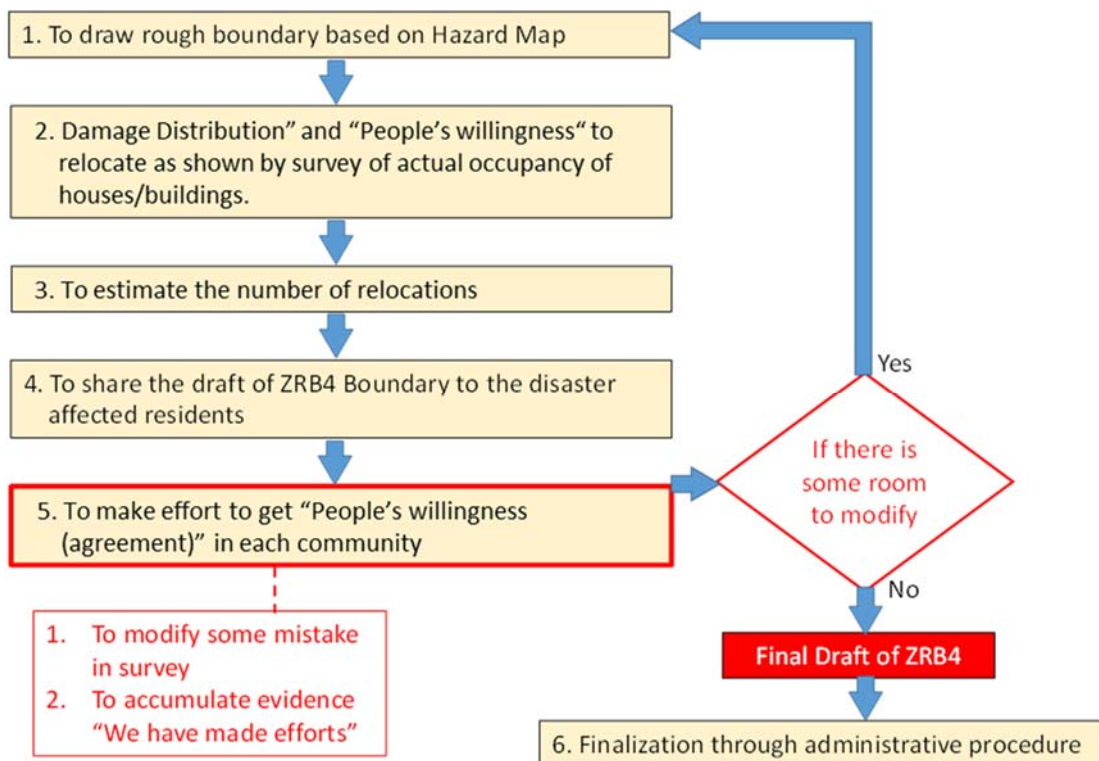 1. To draw rough boundary based on Hazard Map
2. Damage Distribution” and “People’s willingness“ to
relocate as shown by survey of actual occupancy of
houses/buildings.
3. To estimate the number of relocations
4. To share the draft of ZRB4 Boundary to the disaster
affected residents
5. To make effort to get “People’s willingness
(agreement)” in each community
1. To modify some mistake
in survey
2. To accumulate evidence
“We have made efforts”
Yes
If there is
some room
to modify
No
Final Draft of ZRB4
6. Finalization through administrative procedure